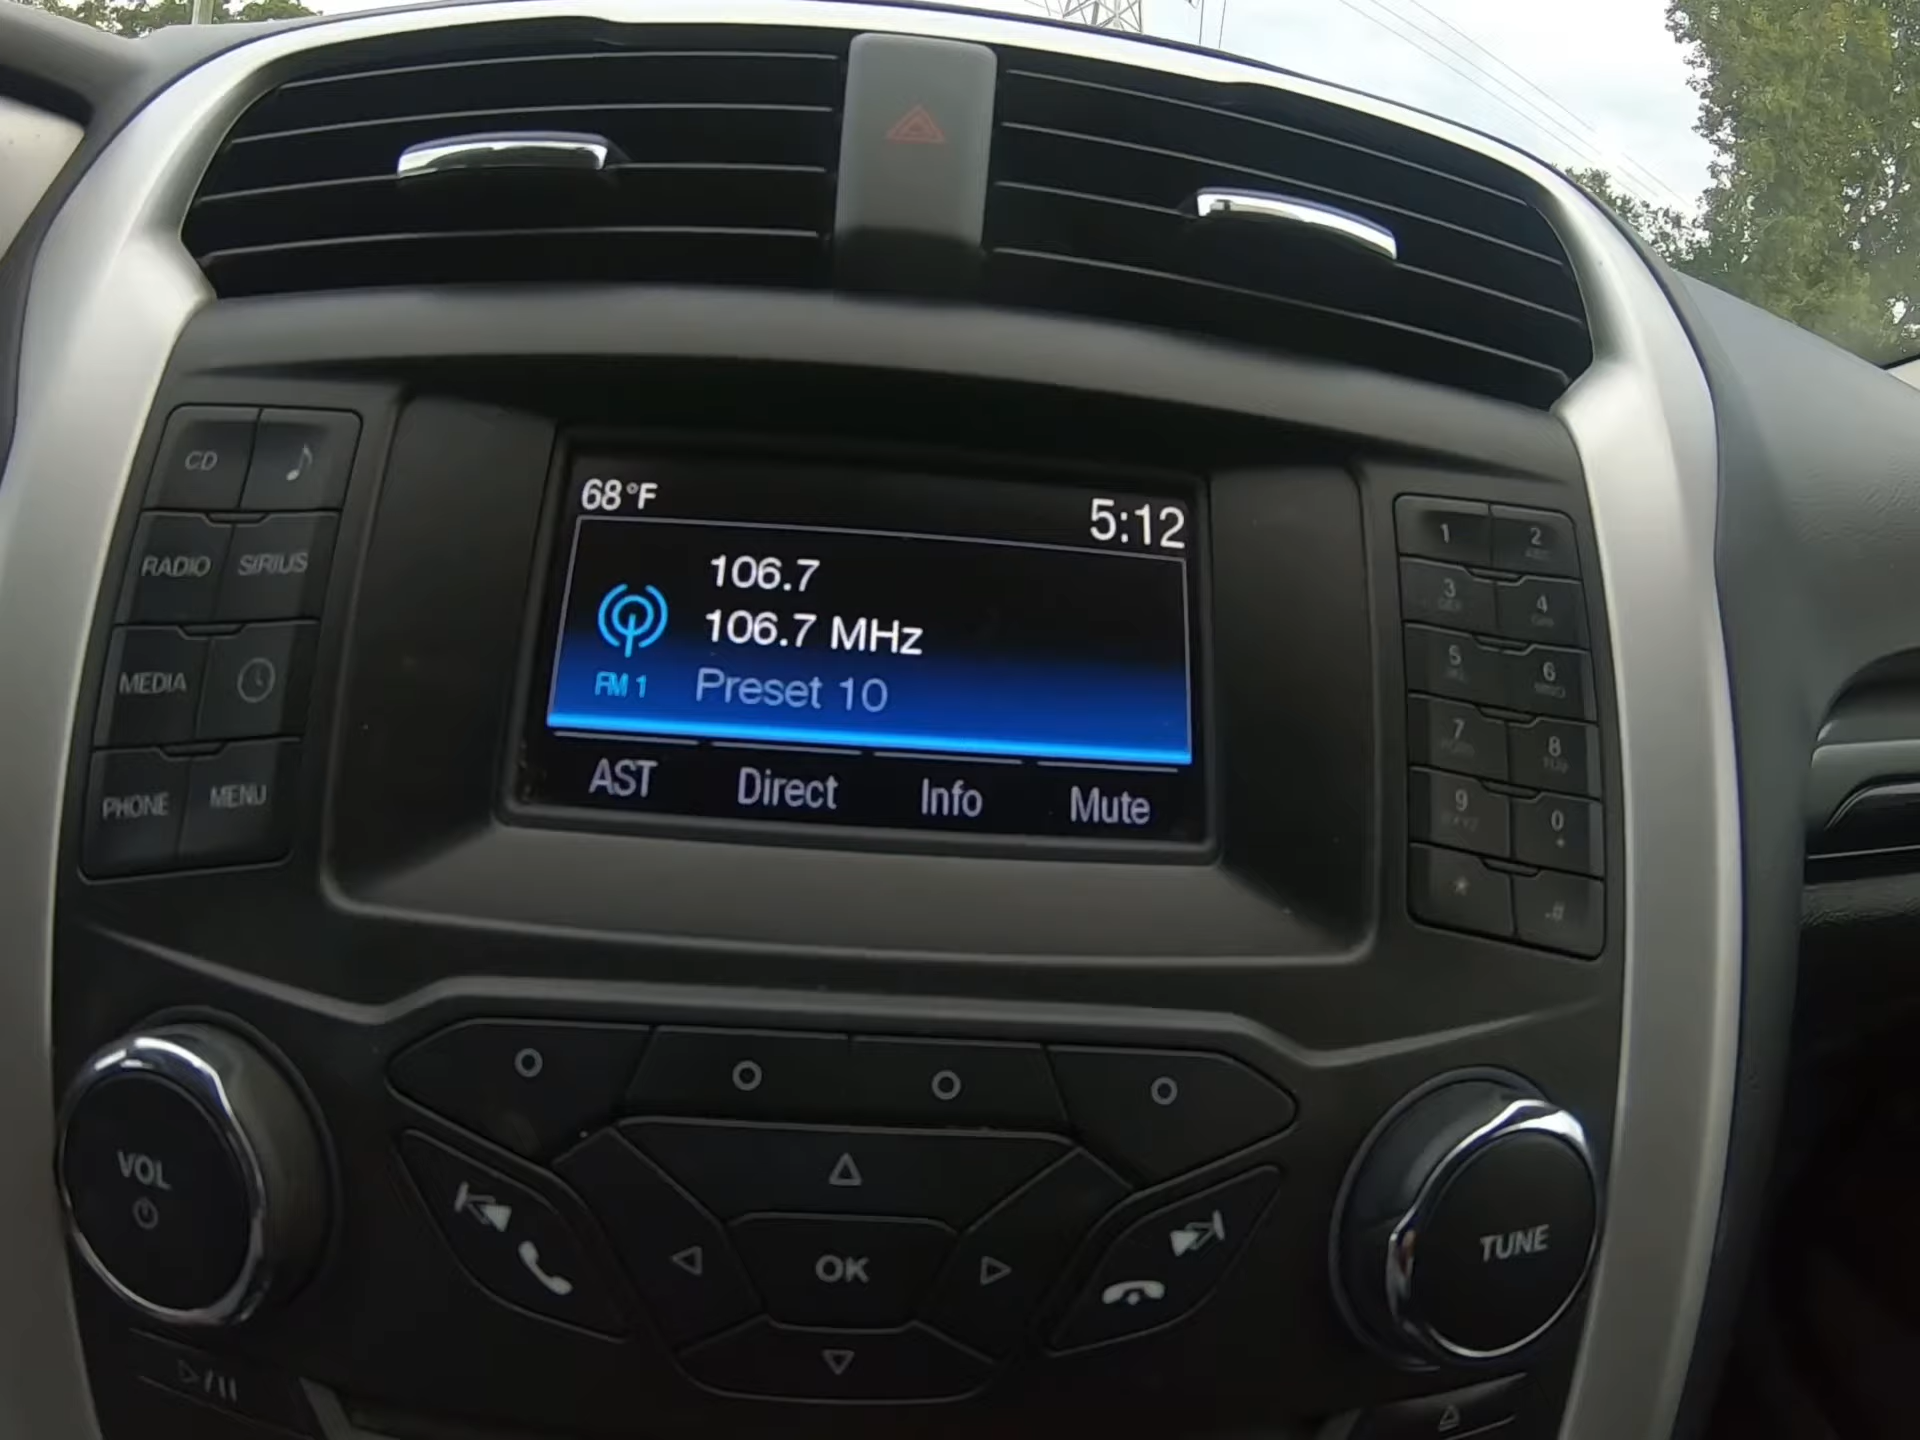 68°F
5:12
106.7
106.7 MHz
FM 1
Preset 10
AST Direct Info Mute
CD
RADIO SIRIUS
MEDIA
PHONE MENU
1 2
3 4
5 6
7 8
9 0
* #
VOL
OK
TUNE